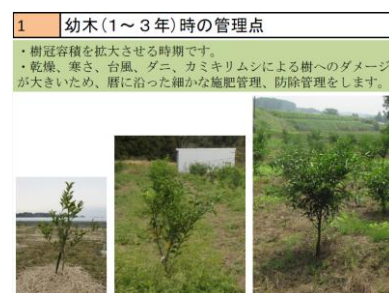 1 幼木(1〜3年)時の管理点
・樹冠容積を拡大させる時期です。
・乾燥、寒さ、台風、ダニ、カミキリムシによる樹へのダメージ
が大きいため、暦に沿った細かな施肥管理、防除管理をします。